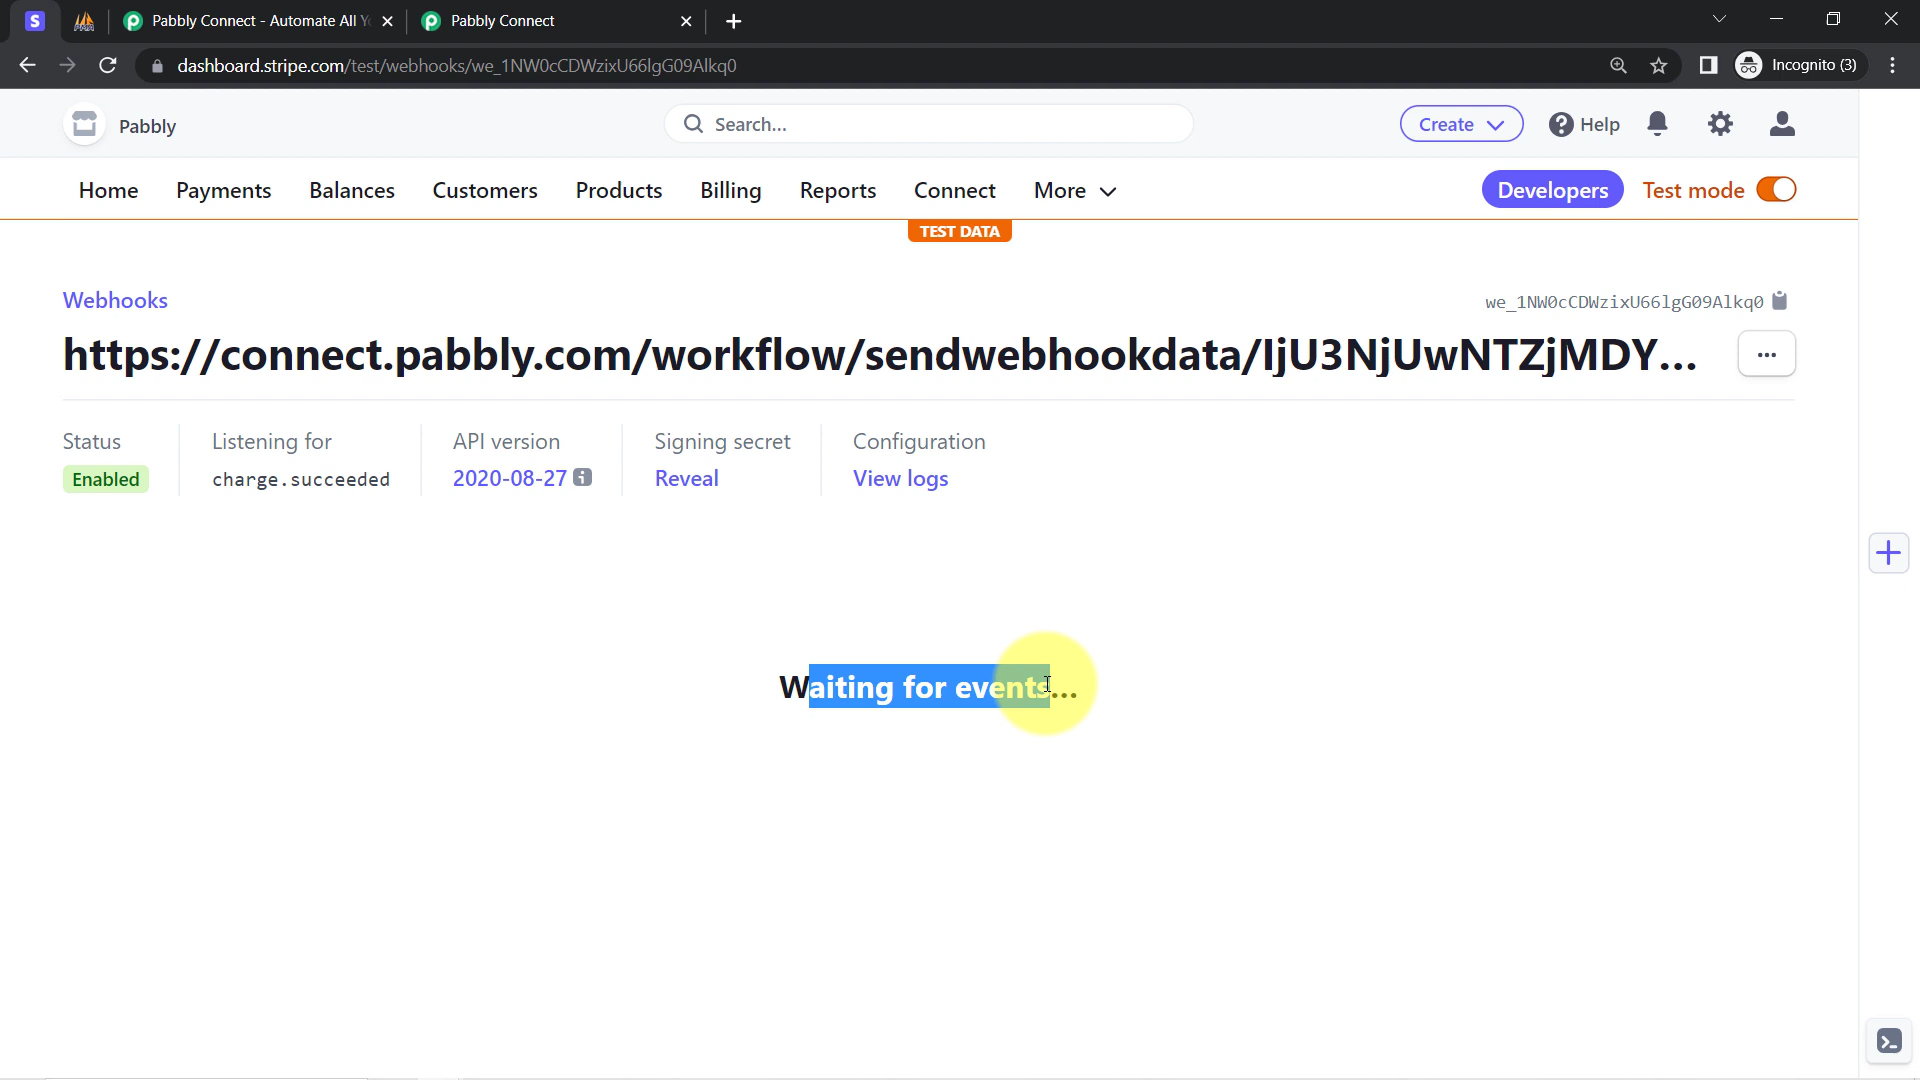 Pabbly Connect - Automate All Y
Pabbly Connect
dashboard.stripe.com/test/webhooks/we_1NW0cCDWzixU66lgG09Alkq0
Incognito (3)
Pabbly
Search...
Create
Help
Home
Payments
Balances
Customers
Products
Billing
Reports
Connect
More
Developers
Test mode
TEST DATA
Webhooks
we_1NW0cCDWzixU66lgG09Alkq0
https://connect.pabbly.com/workflow/sendwebhookdata/IjU3NjUwNTZjMDY...
Status
Listening for
API version
Signing secret
Configuration
Enabled
charge.succeeded
2020-08-27
Reveal
View logs
Waiting for events...